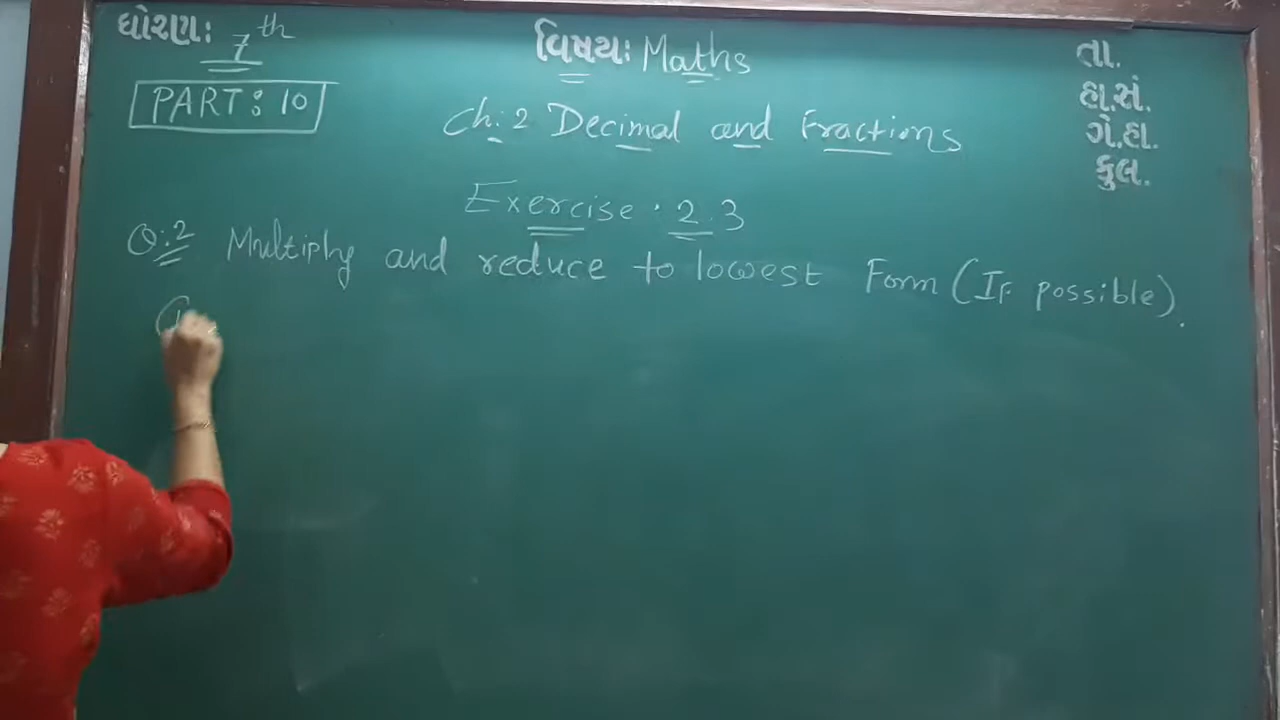 ધોરણ: 7th
વિષય: Maths
તા.
હા.સં.
ગે.હા.
કુલ.
PART: 10
Ch:2 Decimal and Fractions
Exercise. 2.3
Q:2 Multiply and reduce to lowest Form (IF possible).